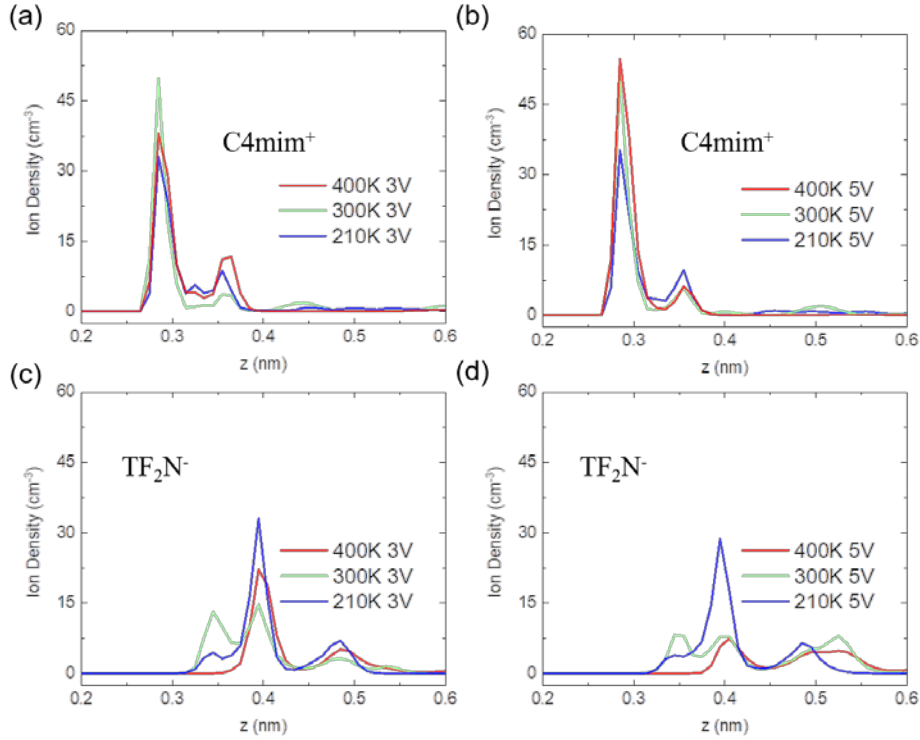 (a)
60
45
30
15
0
Ion Density (cm⁻³)
C4mim⁺
400K 3V
300K 3V
210K 3V
0.2 0.3 0.4 0.5 0.6
z (nm)
(b)
60
45
30
15
0
Ion Density (cm⁻³)
C4mim⁺
400K 5V
300K 5V
210K 5V
0.2 0.3 0.4 0.5 0.6
z (nm)
(c)
60
45
30
15
0
Ion Density (cm⁻³)
TF₂N⁻
400K 3V
300K 3V
210K 3V
0.2 0.3 0.4 0.5 0.6
z (nm)
(d)
60
45
30
15
0
Ion Density (cm⁻³)
TF₂N⁻
400K 5V
300K 5V
210K 5V
0.2 0.3 0.4 0.5 0.6
z (nm)